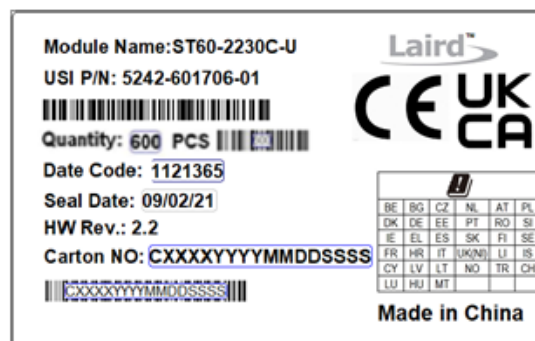 Module Name:ST60-2230C-U
USI P/N: 5242-601706-01
Quantity: 600 PCS
Date Code: 1121365
Seal Date: 09/02/21
HW Rev.: 2.2
Carton NO: CXXXXYYYYMMDDSSSS
CXXXXYYYYMMDDSSSS
Laird™
CE UK
CA
BE BG CZ NL AT PL
DK DE EE PT RO SI
IE EL ES SK FI SE
FR HR IT UK(NI) LI IS
CY LV LT NO TR CH
LU HU MT
Made in China